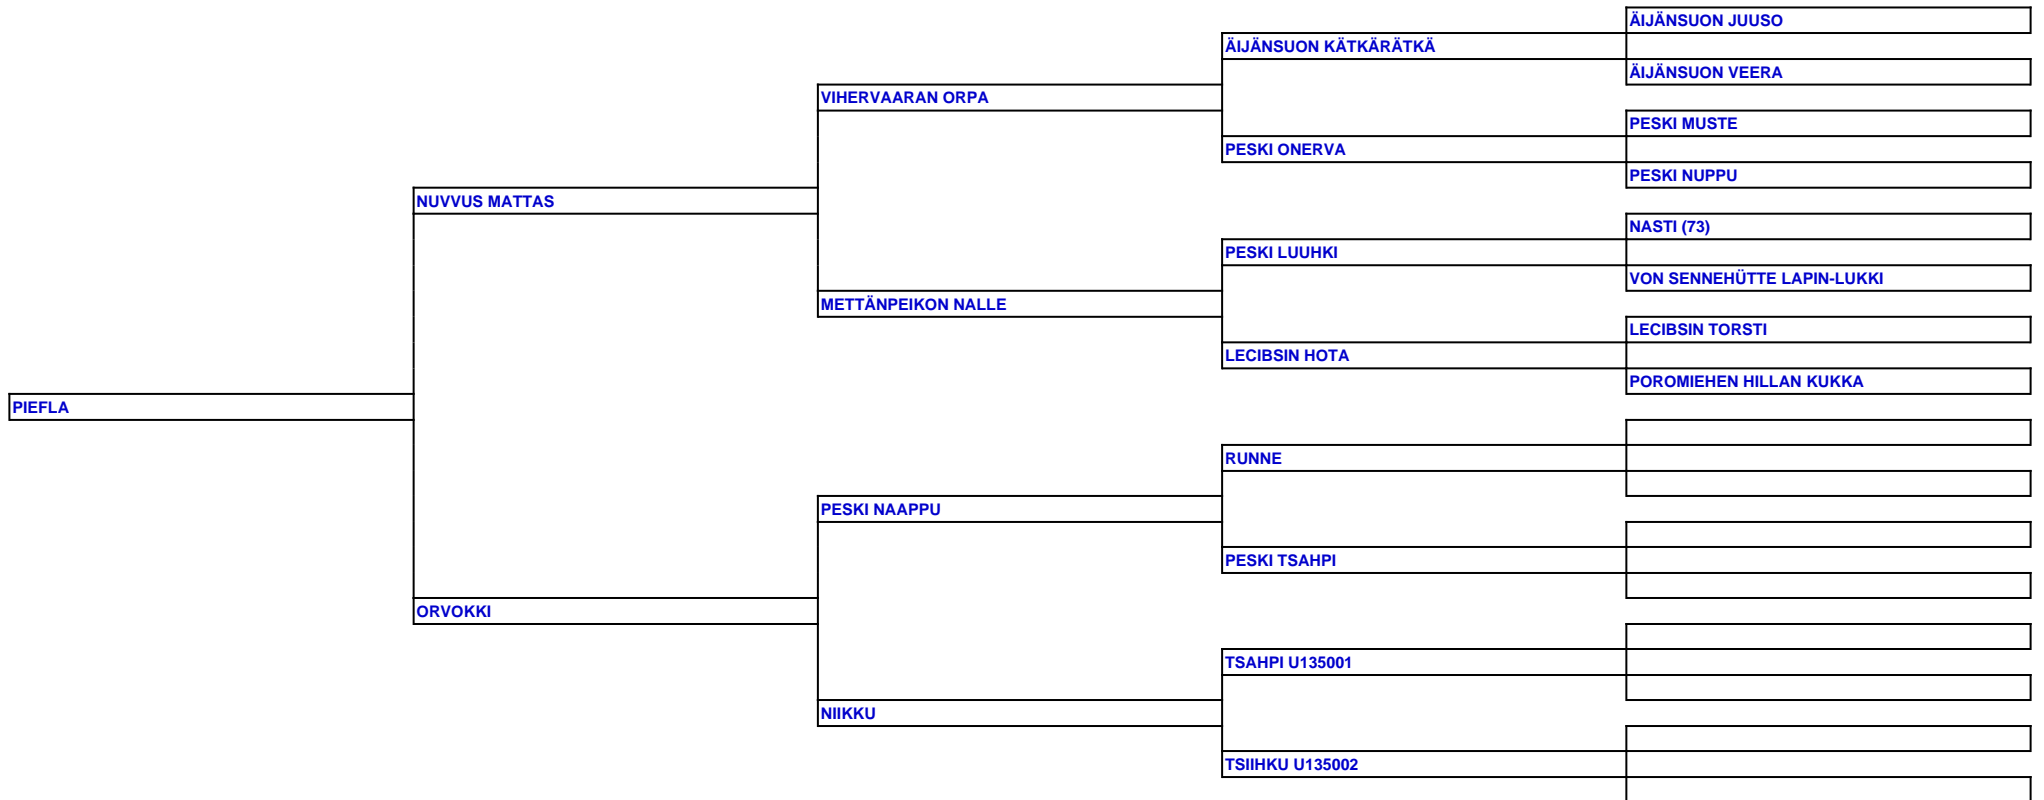 ÄIJÄNSUON JUUSO
ÄIJÄNSUON KÄTKÄRÄTKÄ
ÄIJÄNSUON VEERA
VIHERVAARAN ORPA
PESKI MUSTE
PESKI ONERVA
PESKI NUPPU
NUVVUS MATTAS
NASTI (73)
PESKI LUUHKI
VON SENNEHÜTTE LAPIN-LUKKI
METTÄNPEIKON NALLE
LECIBSIN TORSTI
LECIBSIN HOTA
POROMIEHEN HILLAN KUKKA
PIEFLA
RUNNE
PESKI NAAPPU
PESKI TSAHPI
ORVOKKI
TSAHPI U135001
NIIKKU
TSIIHKU U135002